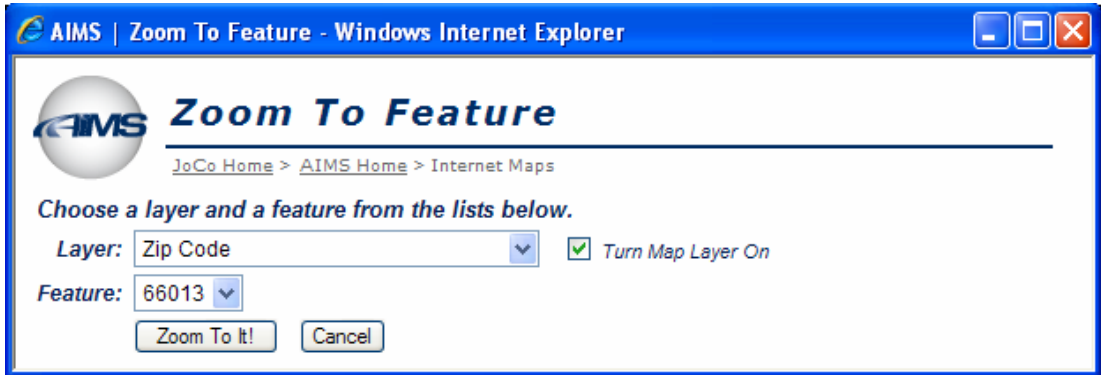 AIMS | Zoom To Feature - Windows Internet Explorer
AIMS
Zoom To Feature
JoCo Home > AIMS Home > Internet Maps
Choose a layer and a feature from the lists below.
Layer: Zip Code Turn Map Layer On
Feature: 66013
Zoom To It! Cancel